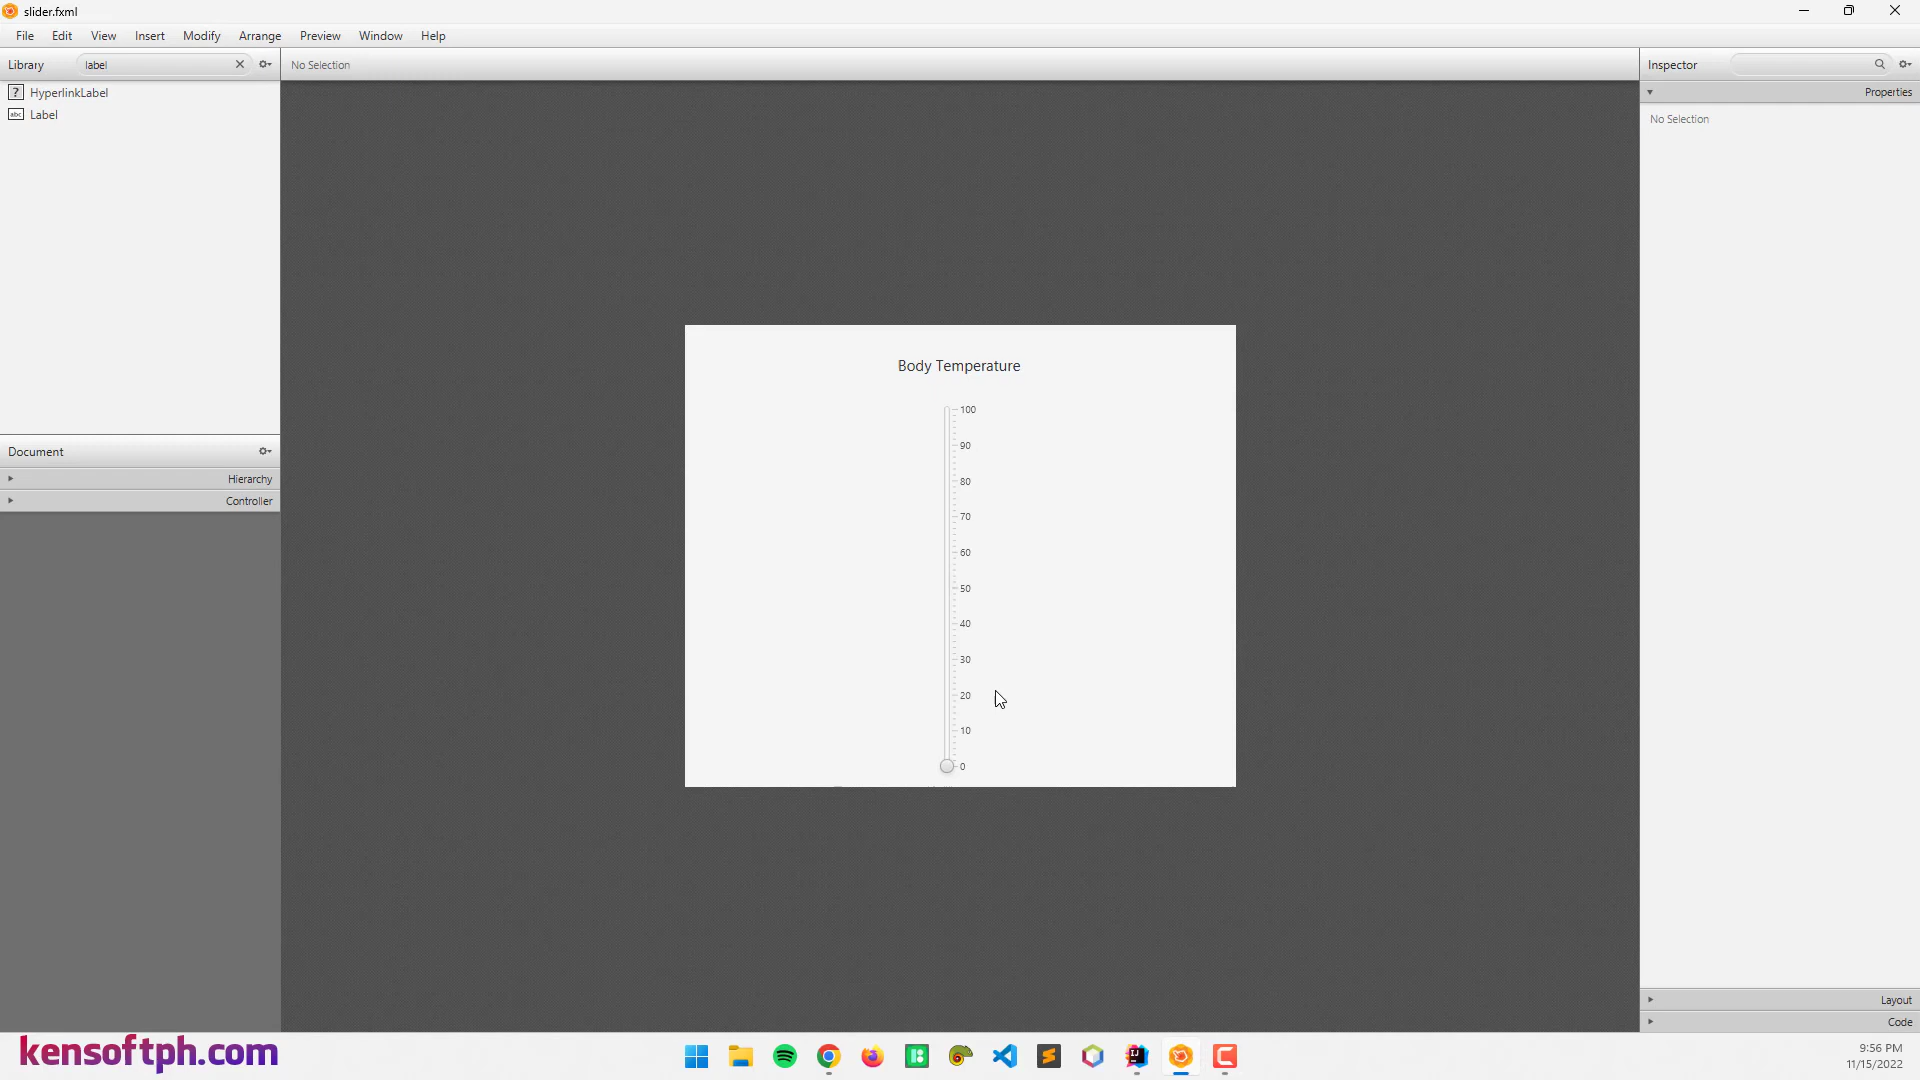 slider.fxml
File Edit View Insert Modify Arrange Preview Window Help
Library label
No Selection
Inspector
? HyperlinkLabel
abc Label
Properties
No Selection
Body Temperature
100
90
80
70
60
50
40
30
20
10
0
Document
Hierarchy
Controller
Layout
Code
kensoftph.com
IJ
9:56 PM
11/15/2022